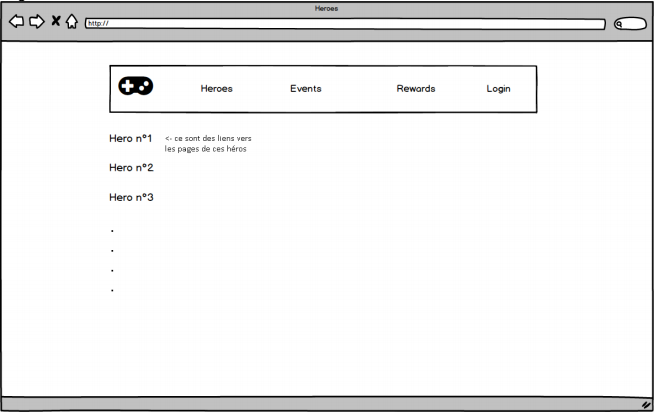 Heroes
http://
Heroes Events Rewards Login
Hero n°1 <- ce sont des liens vers
les pages de ces héros
Hero n°2
Hero n°3
.
.
.
.